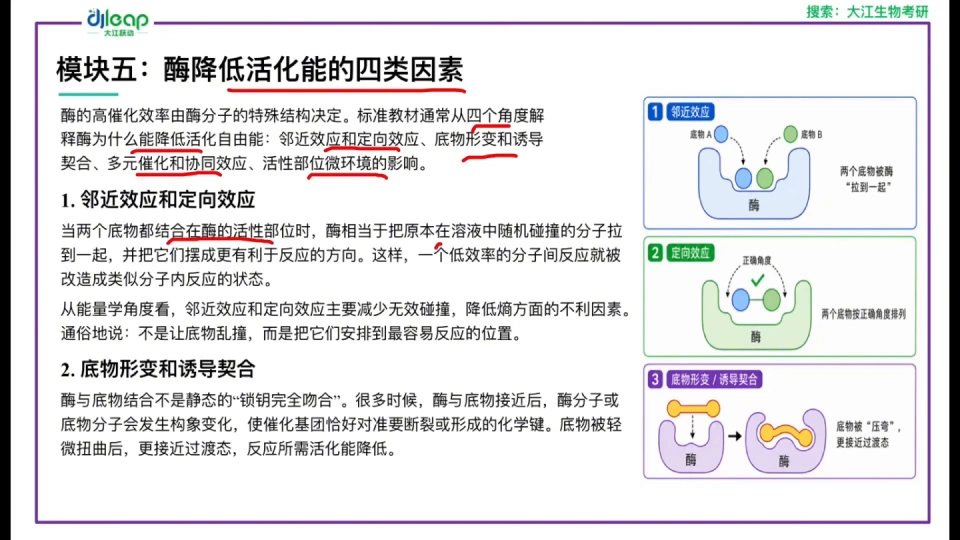 djleap
大江跃动
搜索：大江生物考研
模块五：酶降低活化能的四类因素
酶的高催化效率由酶分子的特殊结构决定。标准教材通常从四个角度解
释酶为什么能降低活化自由能：邻近效应和定向效应、底物形变和诱导
契合、多元催化和协同效应、活性部位微环境的影响。
1. 邻近效应和定向效应
当两个底物都结合在酶的活性部位时，酶相当于把原本在溶液中随机碰撞的分子拉
到一起，并把它们摆成更有利于反应的方向。这样，一个低效率的分子间反应就被
改造成类似分子内反应的状态。
从能量学角度看，邻近效应和定向效应主要减少无效碰撞，降低熵方面的不利因素。
通俗地说：不是让底物乱撞，而是把它们安排到最容易反应的位置。
2. 底物形变和诱导契合
酶与底物结合不是静态的“锁钥完全吻合”。很多时候，酶与底物接近后，酶分子或
底物分子会发生构象变化，使催化基团恰好对准要断裂或形成的化学键。底物被轻
微扭曲后，更接近过渡态，反应所需活化能降低。
1 邻近效应
底物 A
底物 B
酶
两个底物被酶
“拉到一起”
2 定向效应
正确角度
酶
两个底物按正确角度排列
3 底物形变 / 诱导契合
酶
酶
底物被“压弯”，
更接近过渡态